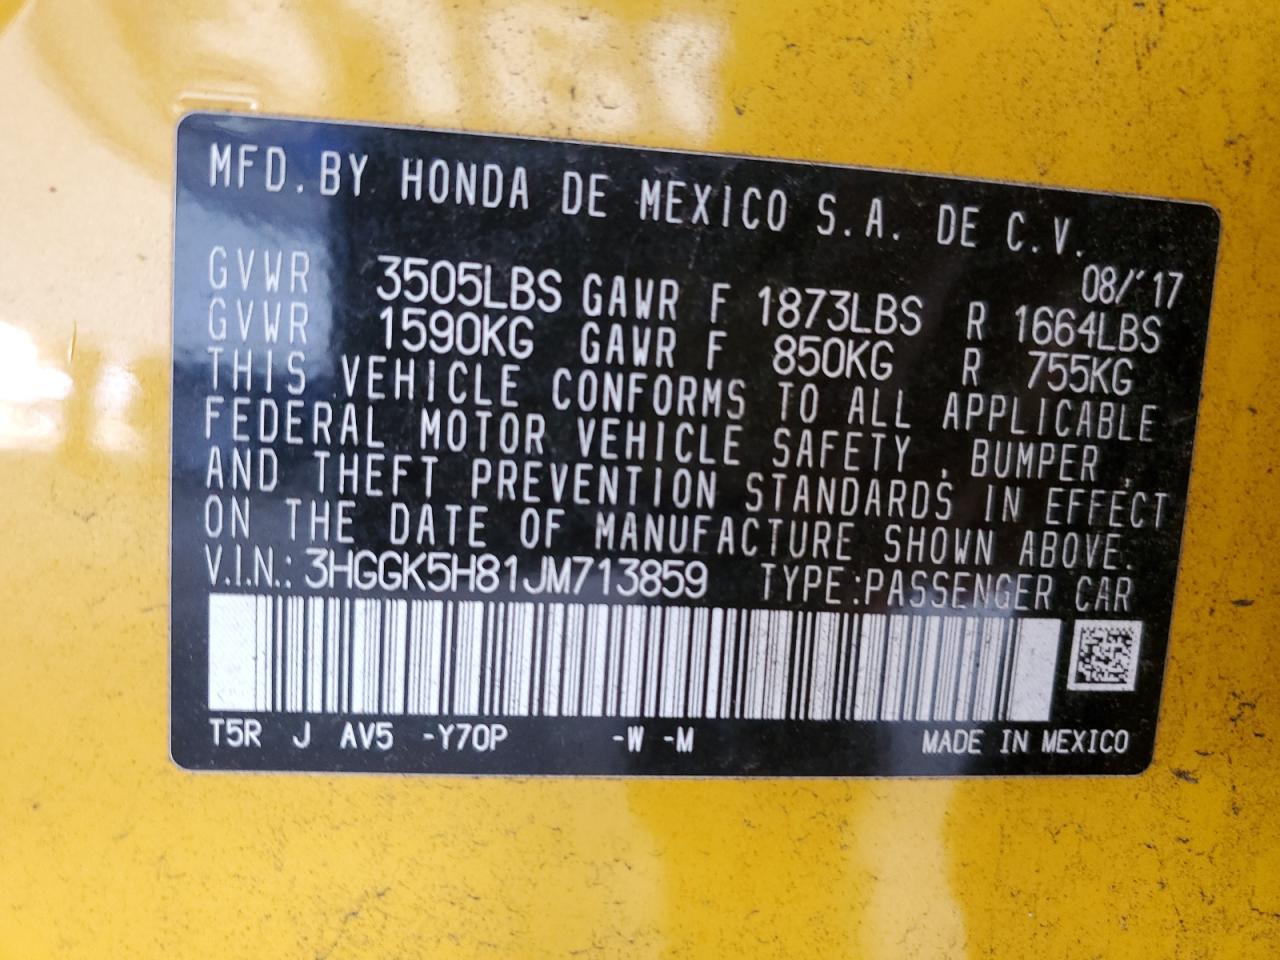 MFD. BY HONDA DE MEXICO S.A. DE C.V.
08/'17
GVWR 3505LBS GAWR F 1873LBS R 1664LBS
GVWR 1590KG GAWR F 850KG R 755KG
THIS VEHICLE CONFORMS TO ALL APPLICABLE
FEDERAL MOTOR VEHICLE SAFETY , BUMPER ,
AND THEFT PREVENTION STANDARDS IN EFFECT
ON THE DATE OF MANUFACTURE SHOWN ABOVE.
V.I.N.: 3HGGK5H81JM713859 TYPE:PASSENGER CAR
T5R J AV5 -Y70P -W -M MADE IN MEXICO